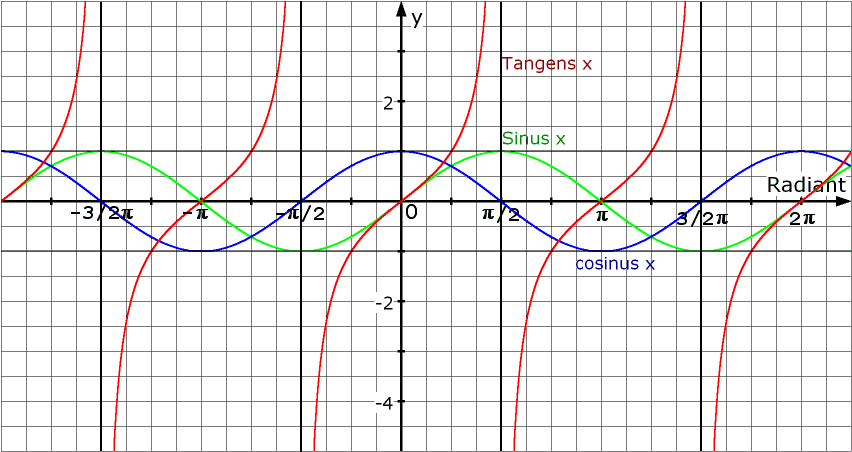 y
Tangens x
2
Sinus x
Radiant
-3/2π
-π
-π/2
0
π/2
π
3/2π
2π
cosinus x
-2
-4